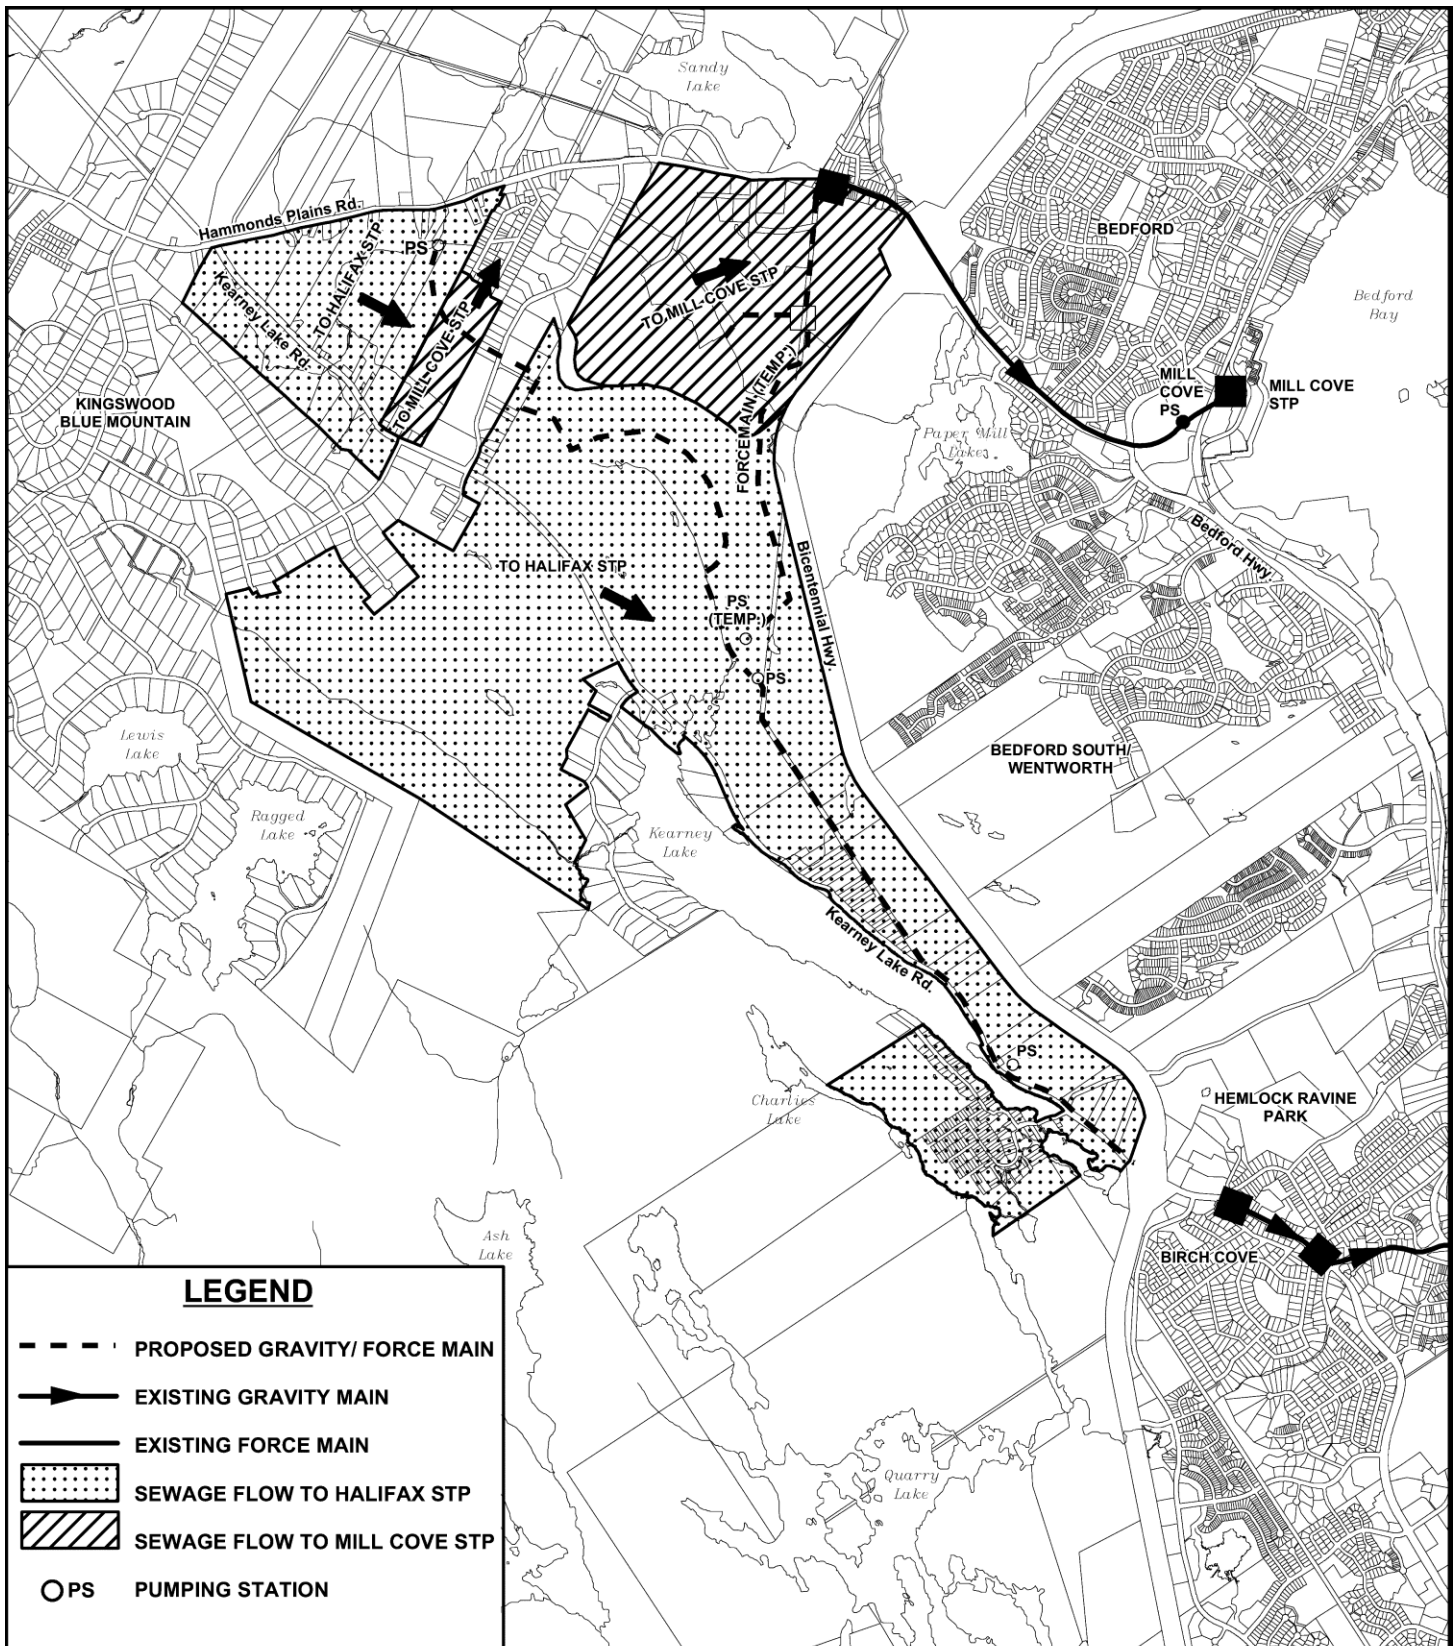 Sandy
Lake
Hammonds Plains Rd.
BEDFORD
PS
TO HALIFAX STP
Kearney Lake Rd.
TO MILL COVE STP
TO MILL COVE STP
Bedford
Bay
FORCEMAIN (TEMP.)
MILL
COVE
PS
MILL COVE
STP
KINGSWOOD
BLUE MOUNTAIN
Paper Mill
Lake
Bedford Hwy.
TO HALIFAX STP
Bicentennial Hwy.
PS
(TEMP.)
PS
Lewis
Lake
BEDFORD SOUTH/
WENTWORTH
Ragged
Lake
Kearney
Lake
Kearney Lake Rd.
PS
Charlies
Lake
HEMLOCK RAVINE
PARK
Ash
Lake
BIRCH COVE
Quarry
Lake
LEGEND
PROPOSED GRAVITY/ FORCE MAIN
EXISTING GRAVITY MAIN
EXISTING FORCE MAIN
SEWAGE FLOW TO HALIFAX STP
SEWAGE FLOW TO MILL COVE STP
PS PUMPING STATION